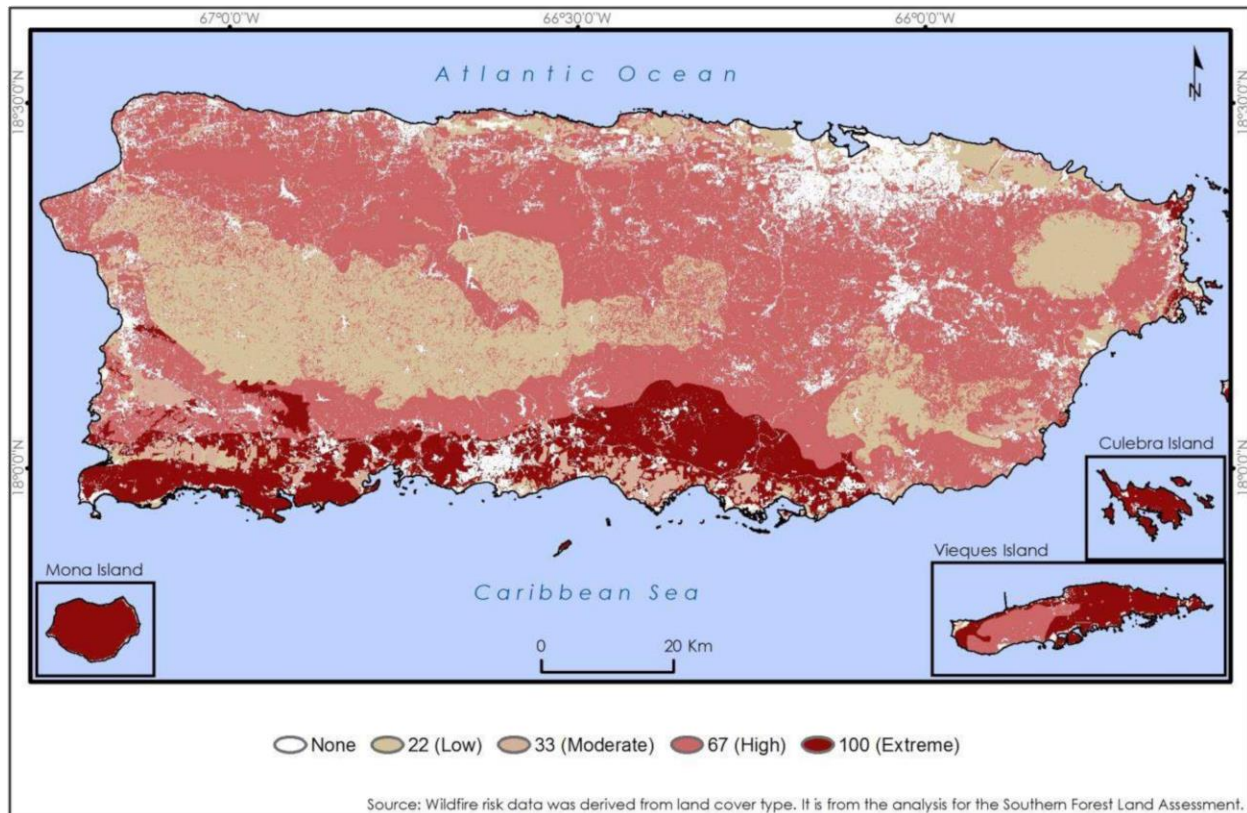 67°0'0"W 66°30'0"W 66°0'0"W
Atlantic Ocean
N
18°30'0"N 18°30'0"N
18°0'0"N 18°0'0"N
Culebra Island
Vieques Island
Mona Island
Caribbean Sea
0 20 Km
None 22 (Low) 33 (Moderate) 67 (High) 100 (Extreme)
Source: Wildfire risk data was derived from land cover type. It is from the analysis for the Southern Forest Land Assessment.